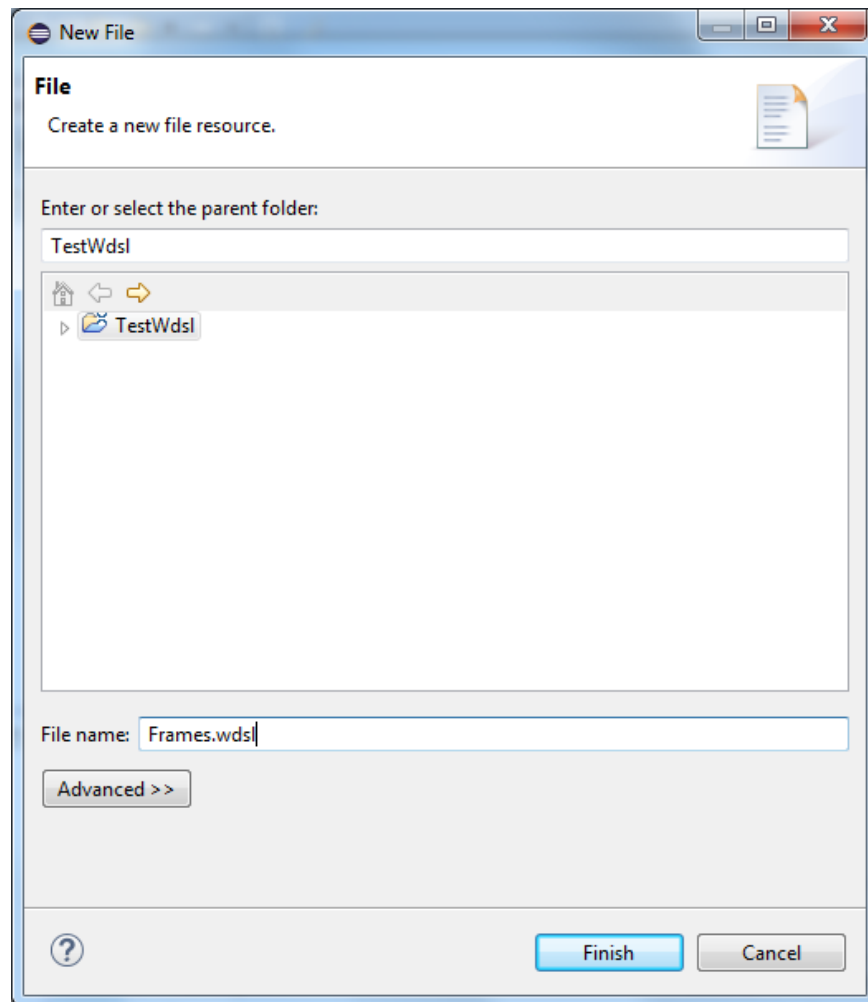 New File
File
Create a new file resource.
Enter or select the parent folder:
TestWdsl
TestWdsl
File name: Frames.wdsl
Advanced >>
Finish Cancel